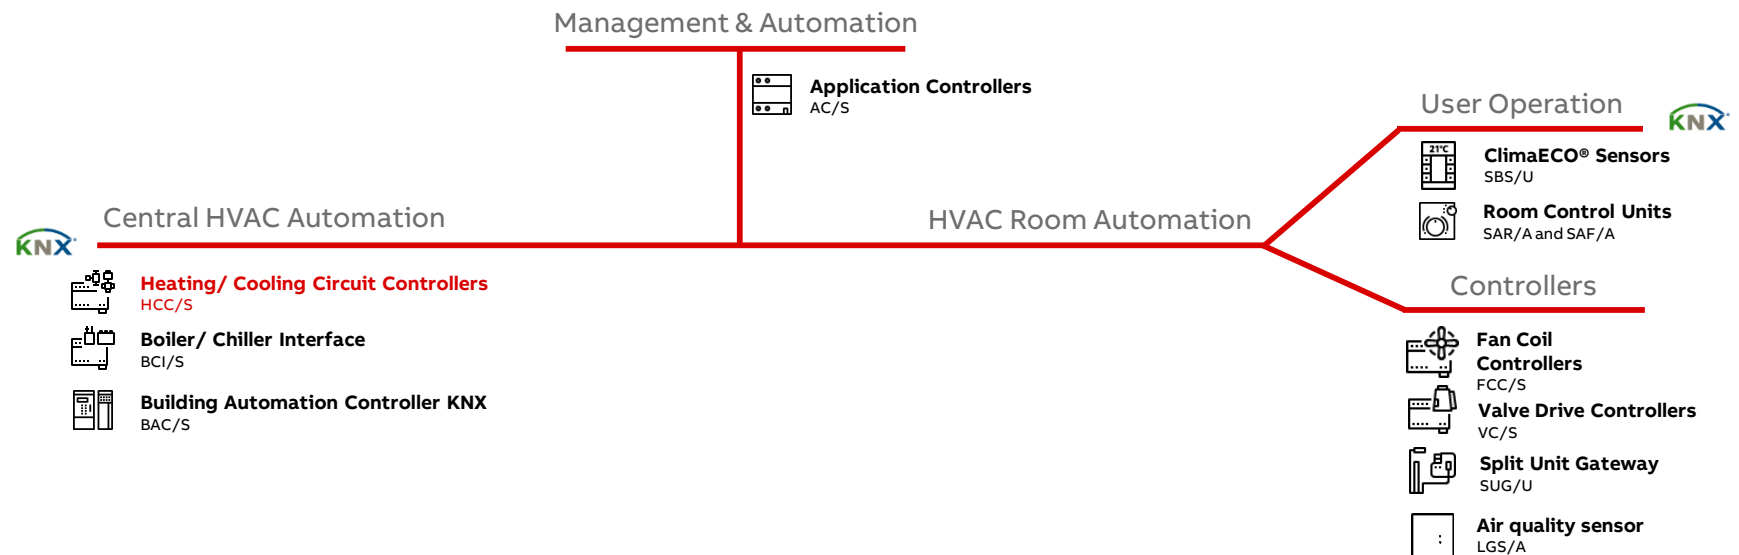 Management & Automation
Application Controllers
AC/S
User Operation
KNX
21°C
ClimaECO® Sensors
SBS/U
Room Control Units
SAR/A and SAF/A
Central HVAC Automation
KNX
HVAC Room Automation
Heating/ Cooling Circuit Controllers
HCC/S
Boiler/ Chiller Interface
BCI/S
Building Automation Controller KNX
BAC/S
Controllers
Fan Coil
Controllers
FCC/S
Valve Drive Controllers
VC/S
Split Unit Gateway
SUG/U
Air quality sensor
LGS/A